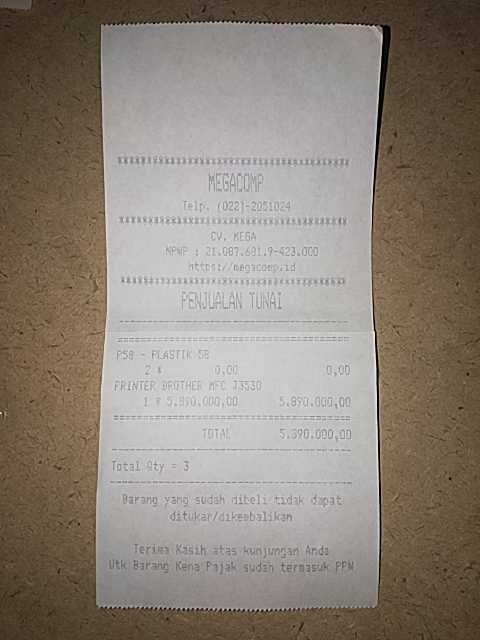 MEGACOMP
Telp. (022)-2051024
CV. MEGA
NPWP : 21.087.681.9-423.000
https://megacomp.id
PENJUALAN TUNAI
P58 - PLASTIK 58
2 * 0,00 0,00
PRINTER BROTHER MFC J3530
1 * 5.890.000,00 5.890.000,00
TOTAL 5.890.000,00
Total Qty = 3
Barang yang sudah dibeli tidak dapat
ditukar/dikembalikan
Terima Kasih atas kunjungan Anda
Utk Barang Kena Pajak sudah termasuk PPN